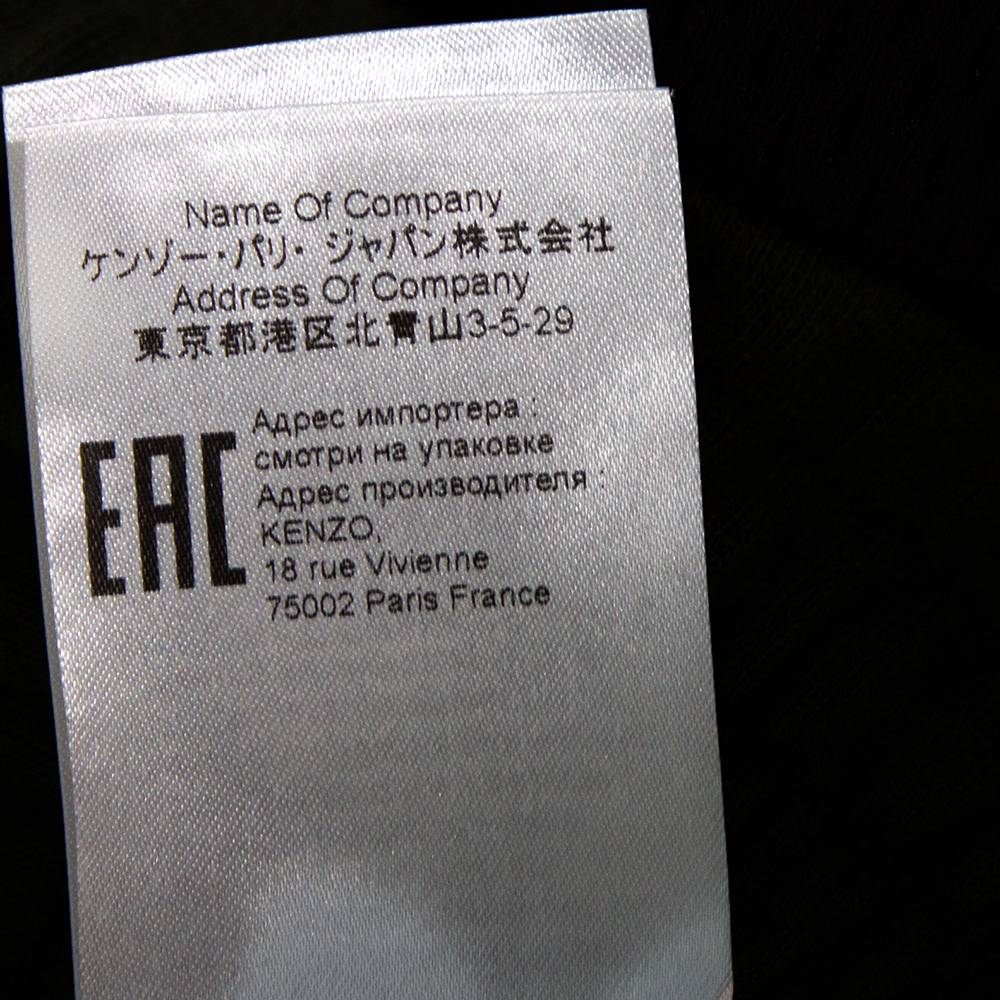 Name Of Company
ケンゾー・パリ・ ジャパン株式会社
Address Of Company
東京都港区北青山3-5-29
EAC
Адрес импортера :
смотри на упаковке
Адрес производителя :
KENZO,
18 rue Vivienne
75002 Paris France